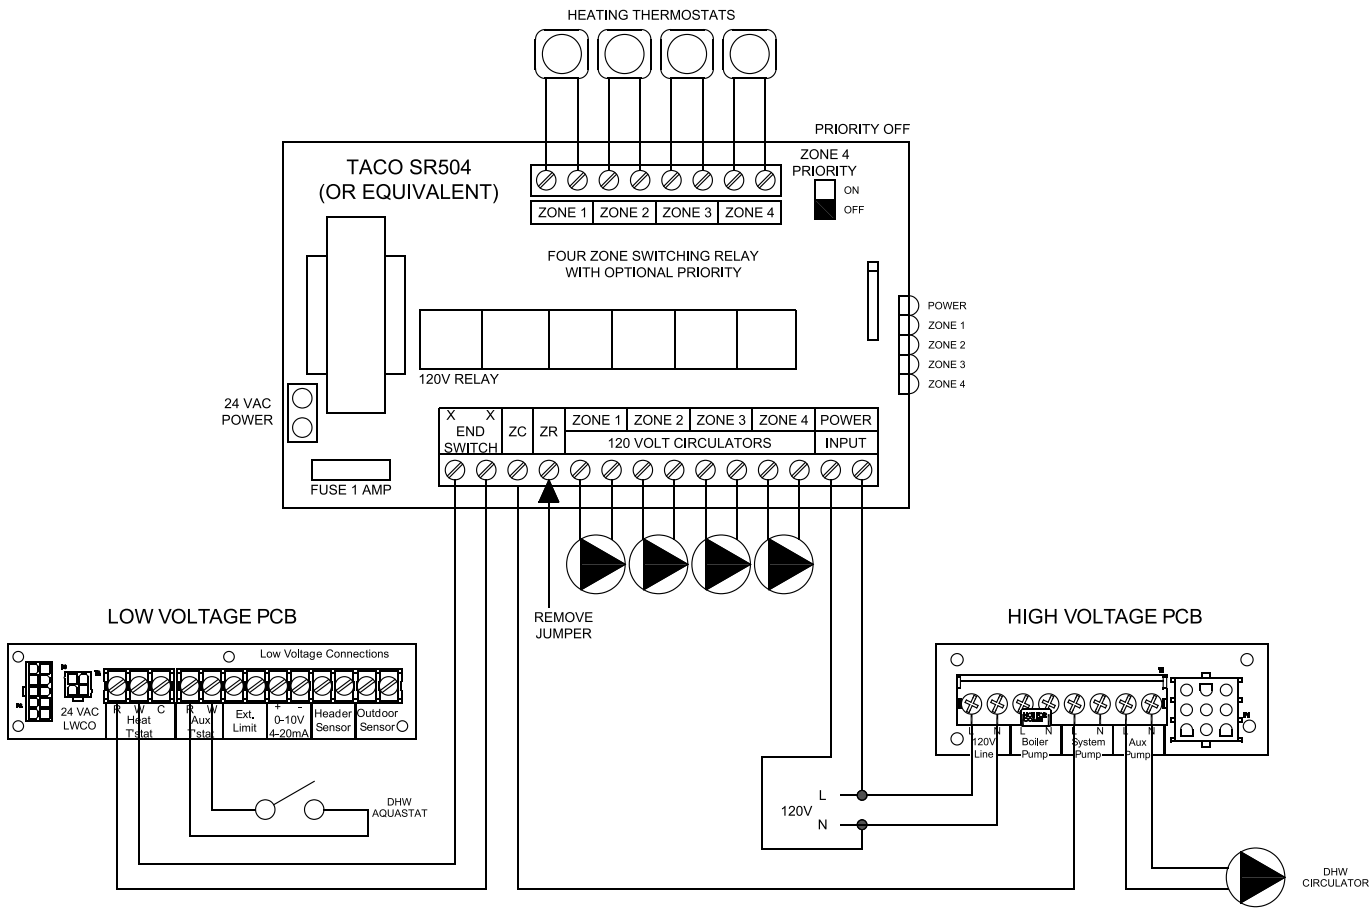 HEATING THERMOSTATS
PRIORITY OFF
TACO SR504
(OR EQUIVALENT)
ZONE 4
PRIORITY
ON
OFF
ZONE 1 ZONE 2 ZONE 3 ZONE 4
FOUR ZONE SWITCHING RELAY
WITH OPTIONAL PRIORITY
POWER
ZONE 1
ZONE 2
ZONE 3
ZONE 4
120V RELAY
24 VAC
POWER
X X
END
SWITCH
ZC
ZR
ZONE 1 ZONE 2 ZONE 3 ZONE 4 POWER
120 VOLT CIRCULATORS INPUT
FUSE 1 AMP
REMOVE
JUMPER
LOW VOLTAGE PCB
Low Voltage Connections
24 VAC
LWCO
R W C
Heat
T'stat
R W
Aux
T'stat
Ext.
Limit
+ -
0-10V
4-20mA
Header
Sensor
Outdoor
Sensor
DHW
AQUASTAT
HIGH VOLTAGE PCB
L N L N L N L N
120V
Line
Boiler
Pump
System
Pump
Aux
Pump
L
120V
N
DHW
CIRCULATOR